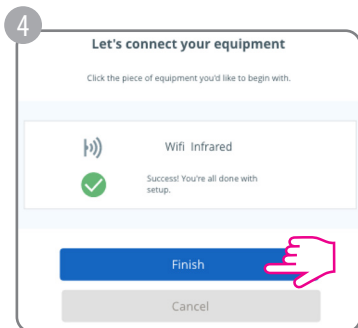 4
Let's connect your equipment
Click the piece of equipment you'd like to begin with.
Wifi Infrared
Success! You're all done with
setup.
Finish
Cancel